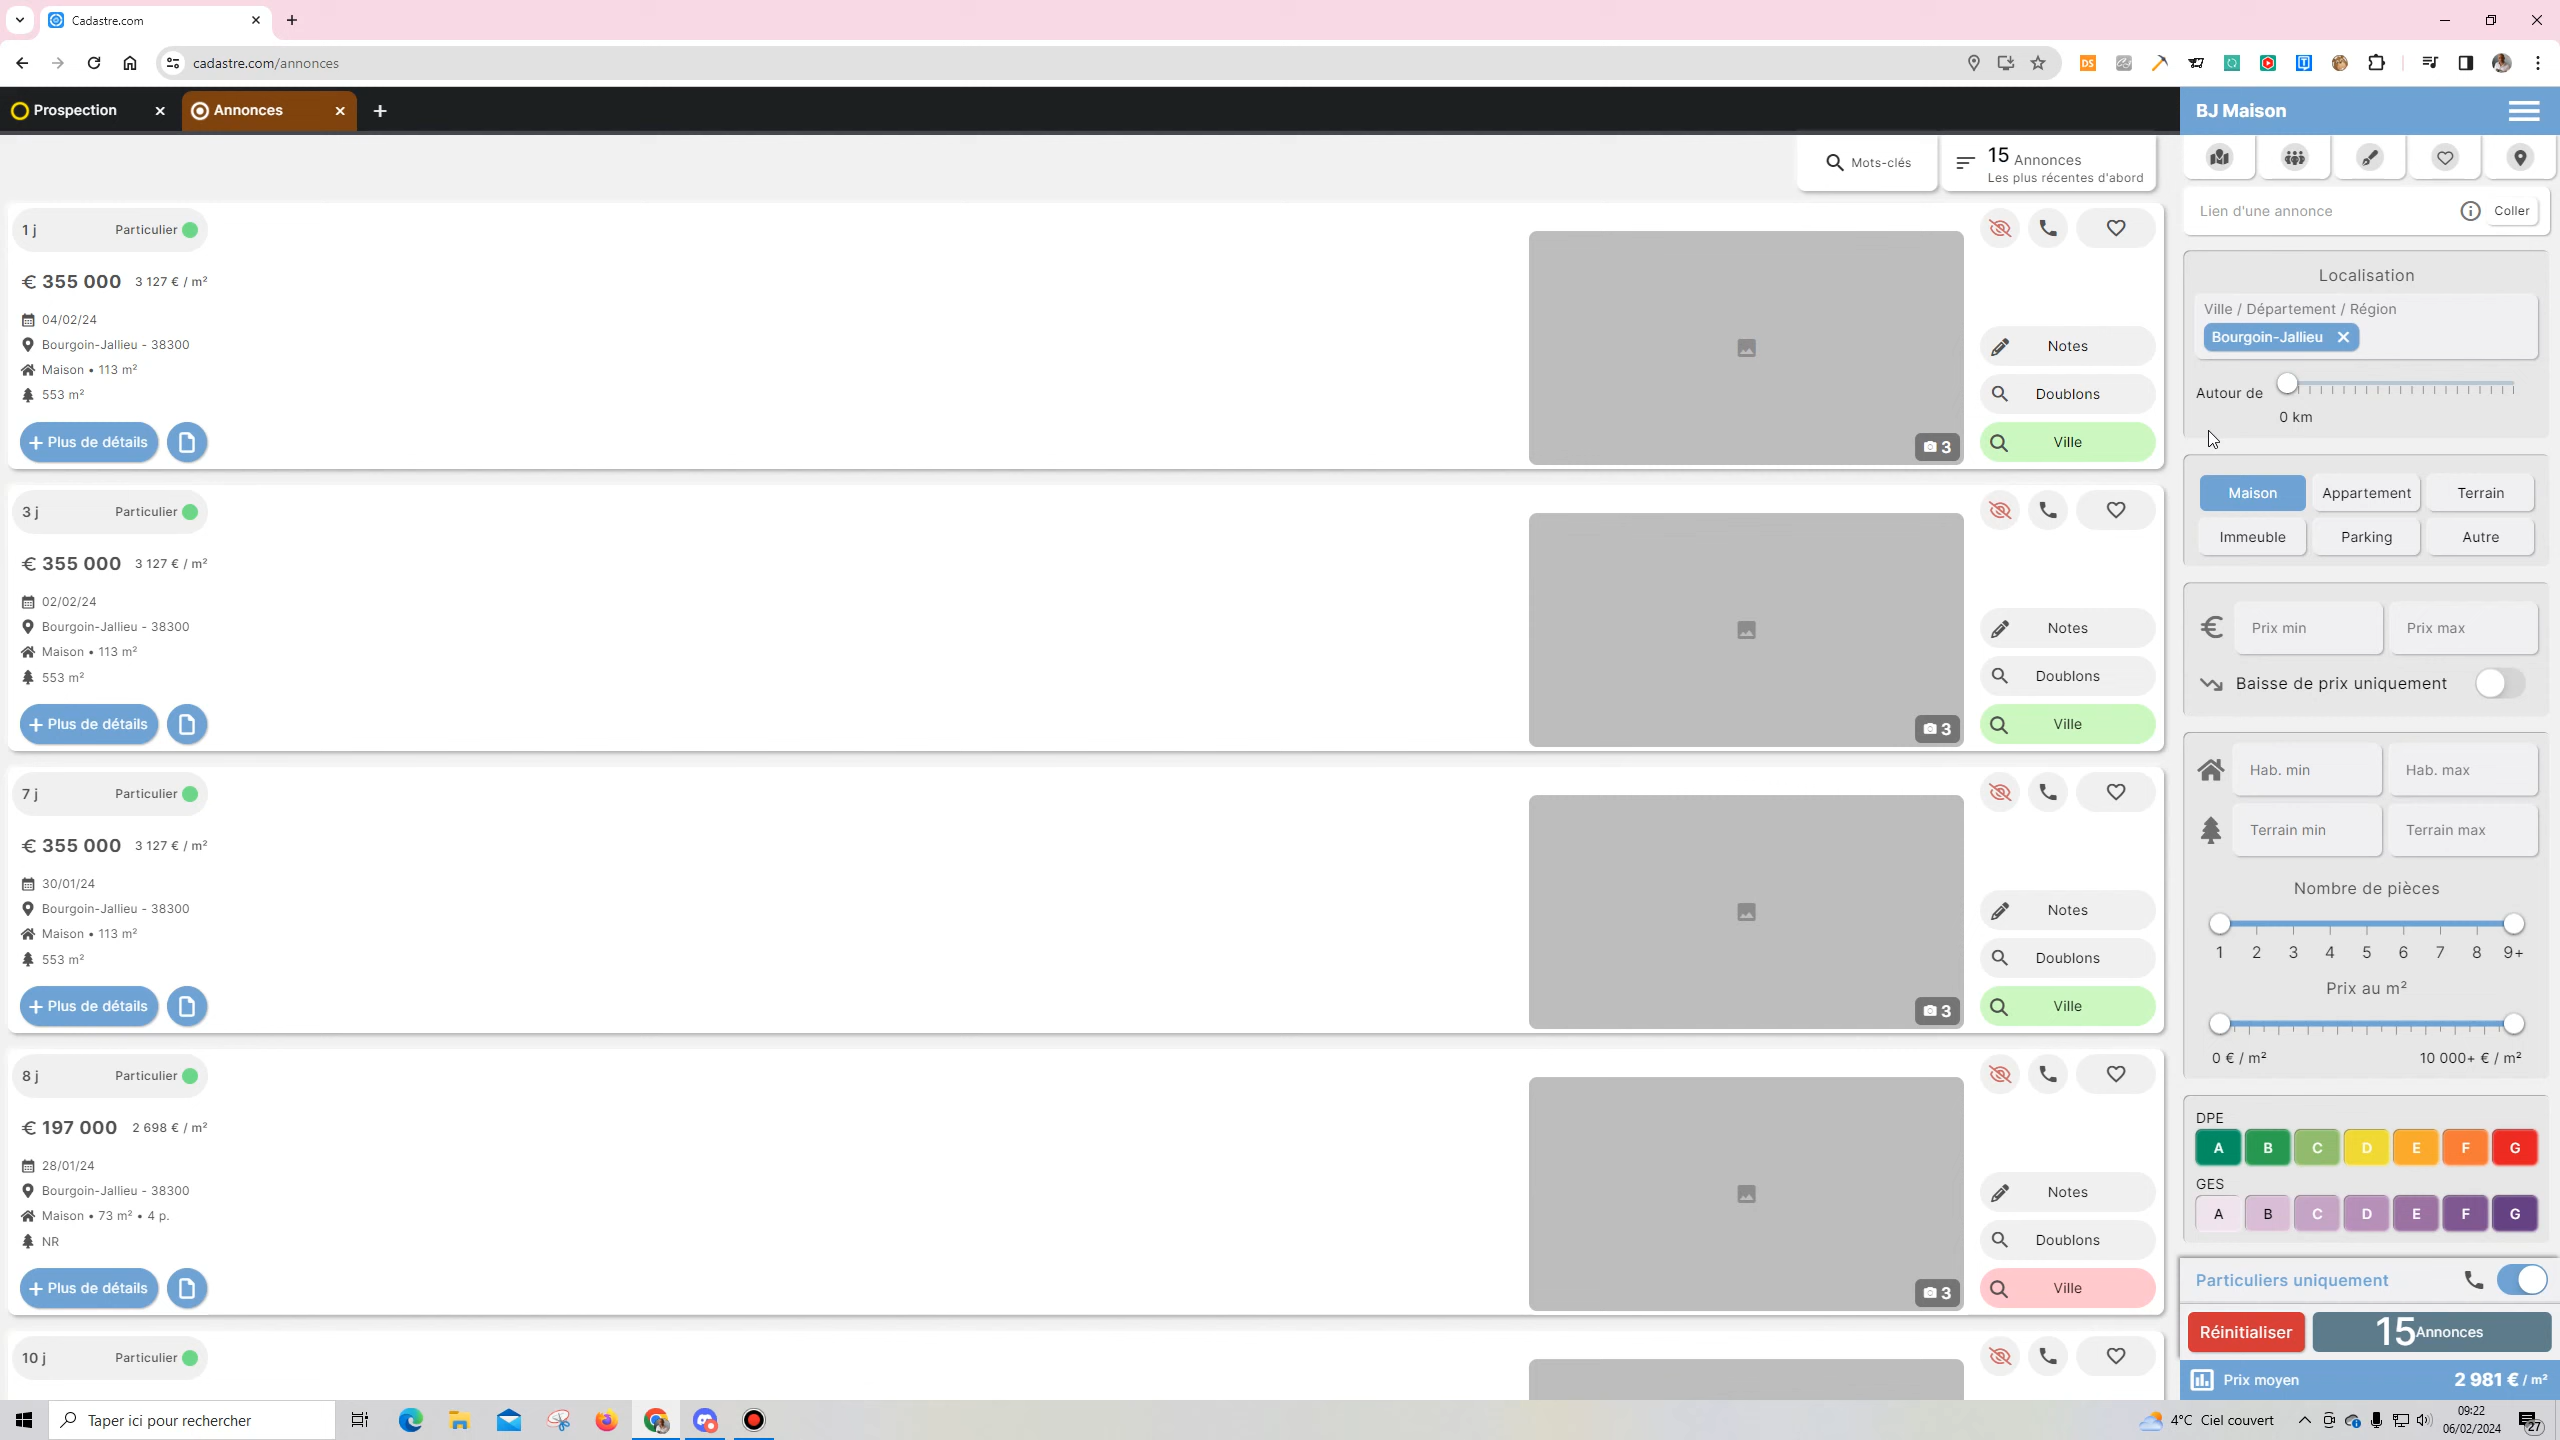 Cadastre.com
cadastre.com/annonces
Prospection
Annonces
BJ Maison
Mots-clés
15 Annonces
Les plus récentes d'abord
Lien d'une annonce
Coller
1 j Particulier
€ 355 000 3 127 € / m²
04/02/24
Bourgoin-Jallieu - 38300
Maison • 113 m²
553 m²
+ Plus de détails
3
Notes
Doublons
Ville
3 j Particulier
€ 355 000 3 127 € / m²
02/02/24
Bourgoin-Jallieu - 38300
Maison • 113 m²
553 m²
+ Plus de détails
3
Notes
Doublons
Ville
7 j Particulier
€ 355 000 3 127 € / m²
30/01/24
Bourgoin-Jallieu - 38300
Maison • 113 m²
553 m²
+ Plus de détails
3
Notes
Doublons
Ville
8 j Particulier
€ 197 000 2 698 € / m²
28/01/24
Bourgoin-Jallieu - 38300
Maison • 73 m² • 4 p.
NR
+ Plus de détails
3
Notes
Doublons
Ville
10 j Particulier
Localisation
Ville / Département / Région
Bourgoin-Jallieu
Autour de
0 km
Maison Appartement Terrain
Immeuble Parking Autre
€ Prix min Prix max
Baisse de prix uniquement
Hab. min Hab. max
Terrain min Terrain max
Nombre de pièces
1 2 3 4 5 6 7 8 9+
Prix au m²
0 € / m² 10 000+ € / m²
DPE
A B C D E F G
GES
A B C D E F G
Particuliers uniquement
Réinitialiser 15 Annonces
Prix moyen 2 981 € / m²
Taper ici pour rechercher
4°C Ciel couvert
09:22
06/02/2024
27
DS